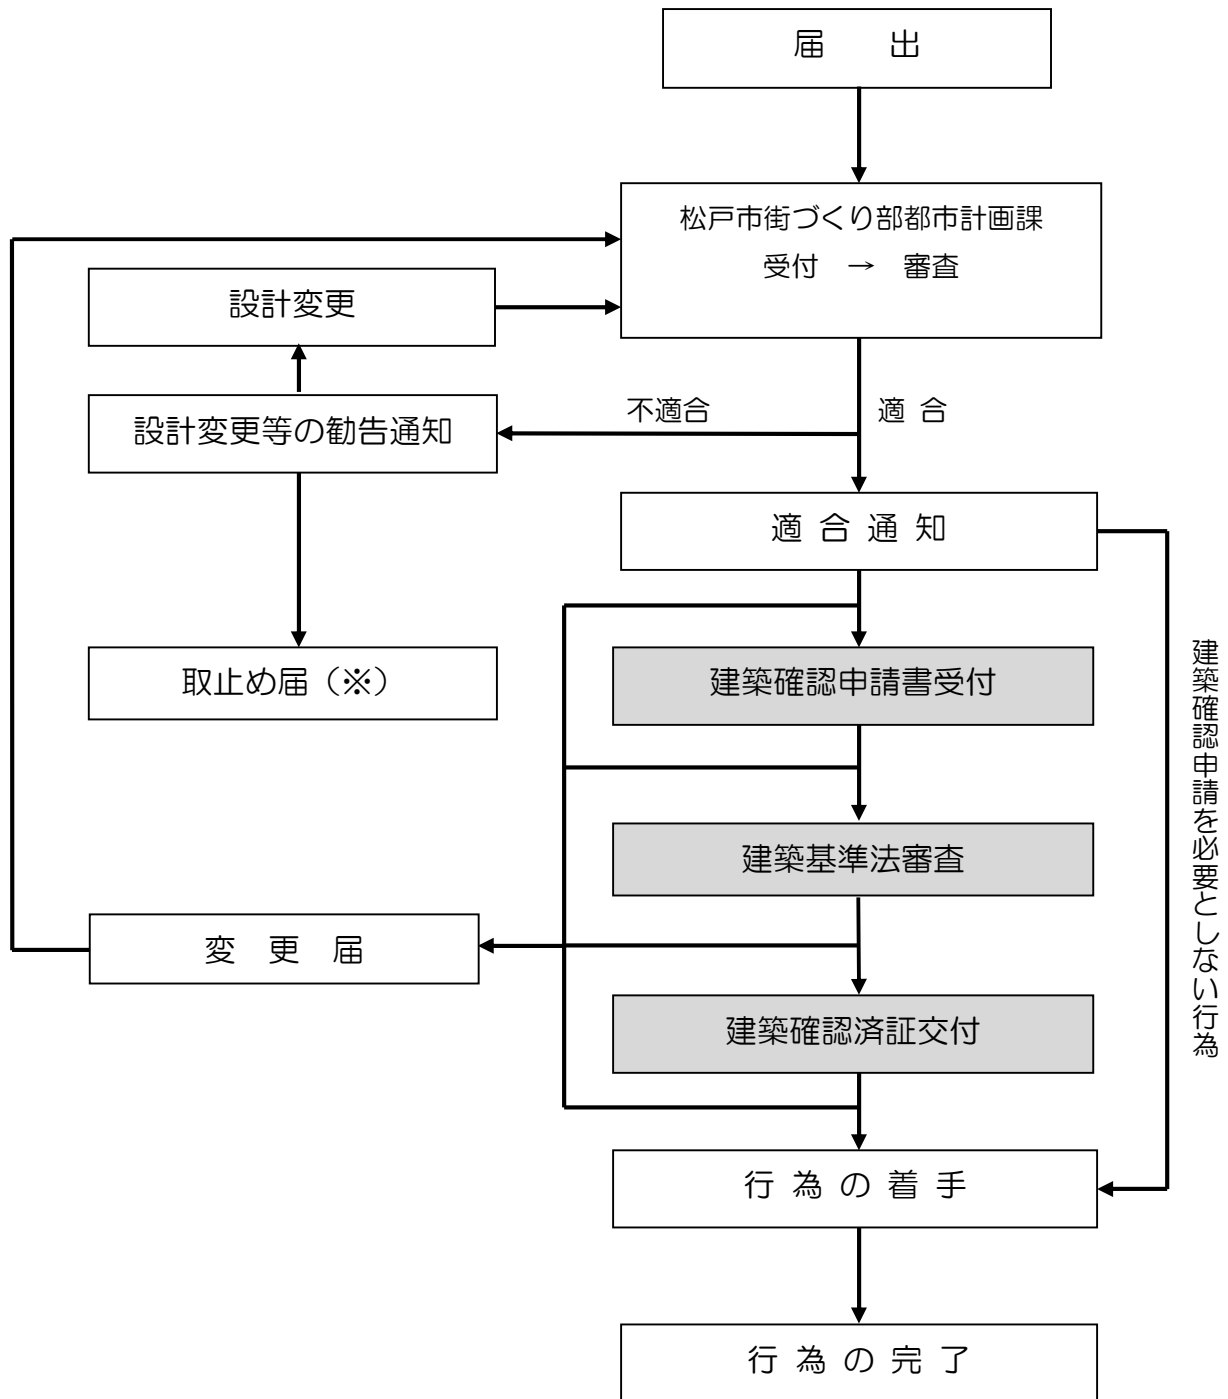 届　出
松戸市街づくり部都市計画課
受付　→　審査
設計変更
不適合
適 合
設計変更等の勧告通知
適 合 通 知
建築確認申請を必要としない行為
取止め届（※）
建築確認申請書受付
建築基準法審査
変　更　届
建築確認済証交付
行 為 の 着 手
行 為 の 完 了